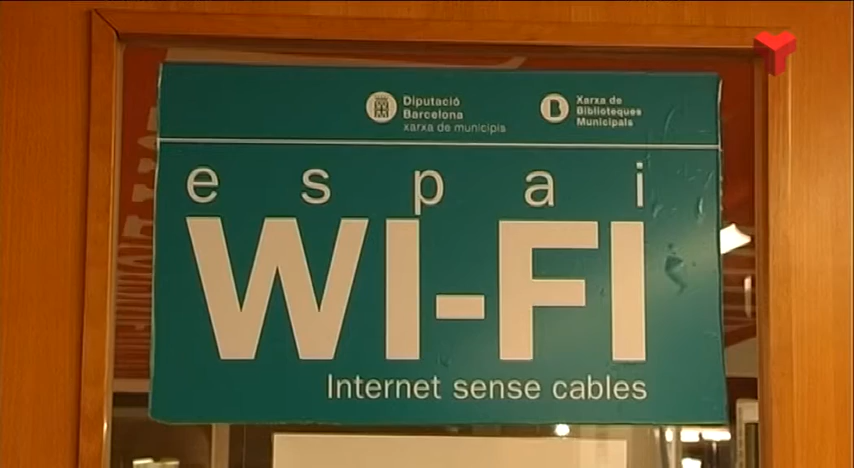 Diputació
Barcelona
xarxa de municipis
Xarxa de
Biblioteques
Municipals
espai
WI-FI
Internet sense cables